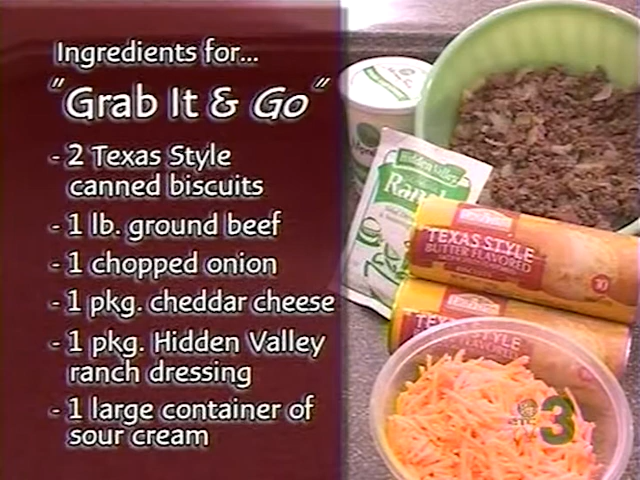 Ingredients for...
"Grab It & Go"
- 2 Texas Style
canned biscuits
- 1 lb. ground beef
- 1 chopped onion
- 1 pkg. cheddar cheese
- 1 pkg. Hidden Valley
ranch dressing
- 1 large container of
sour cream
Hidden Valley
Ranch
TEXAS STYLE
BUTTER FLAVORED
TEXAS STYLE
etc 3